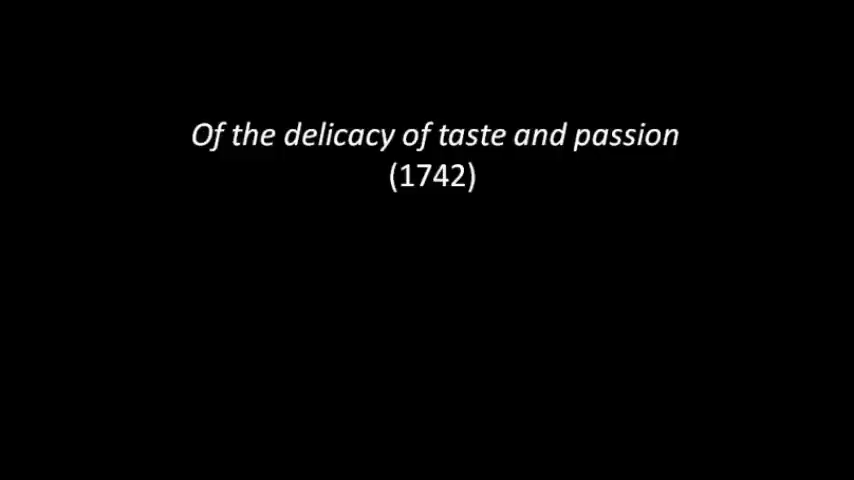 Of the delicacy of taste and passion
(1742)